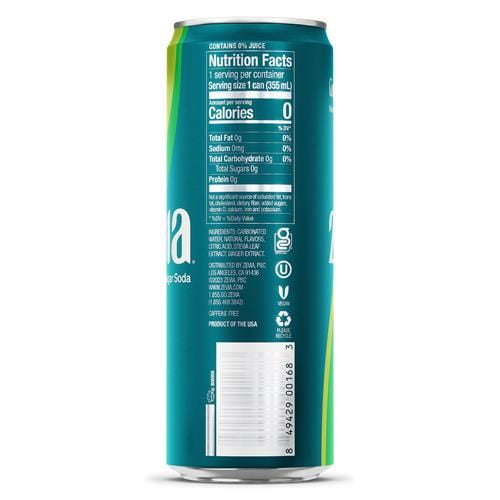 CONTAINS 0% JUICE
Nutrition Facts
1 serving per container
Serving size 1 can (355 mL)
Amount per serving
Calories 0
% DV*
Total Fat 0g 0%
Sodium 0mg 0%
Total Carbohydrate 0g 0%
Total Sugars 0g
Protein 0g
Not a significant source of saturated fat, trans
fat, cholesterol, dietary fiber, added sugars,
vitamin D, calcium, iron and potassium.
*%DV = %Daily Value
INGREDIENTS: CARBONATED
WATER, NATURAL FLAVORS,
CITRIC ACID, STEVIA LEAF
EXTRACT, GINGER EXTRACT.
DISTRIBUTED BY ZEVIA, PBC
LOS ANGELES, CA 91436
©2023 ZEVIA, PBC
WWW.ZEVIA.COM
1.855.GO.ZEVIA
(1.855.469.3842)
CAFFEINE FREE
PRODUCT OF THE USA
U
VEGAN
PLEASE
RECYCLE
8 49429 00168 3
ia
Sugar Soda